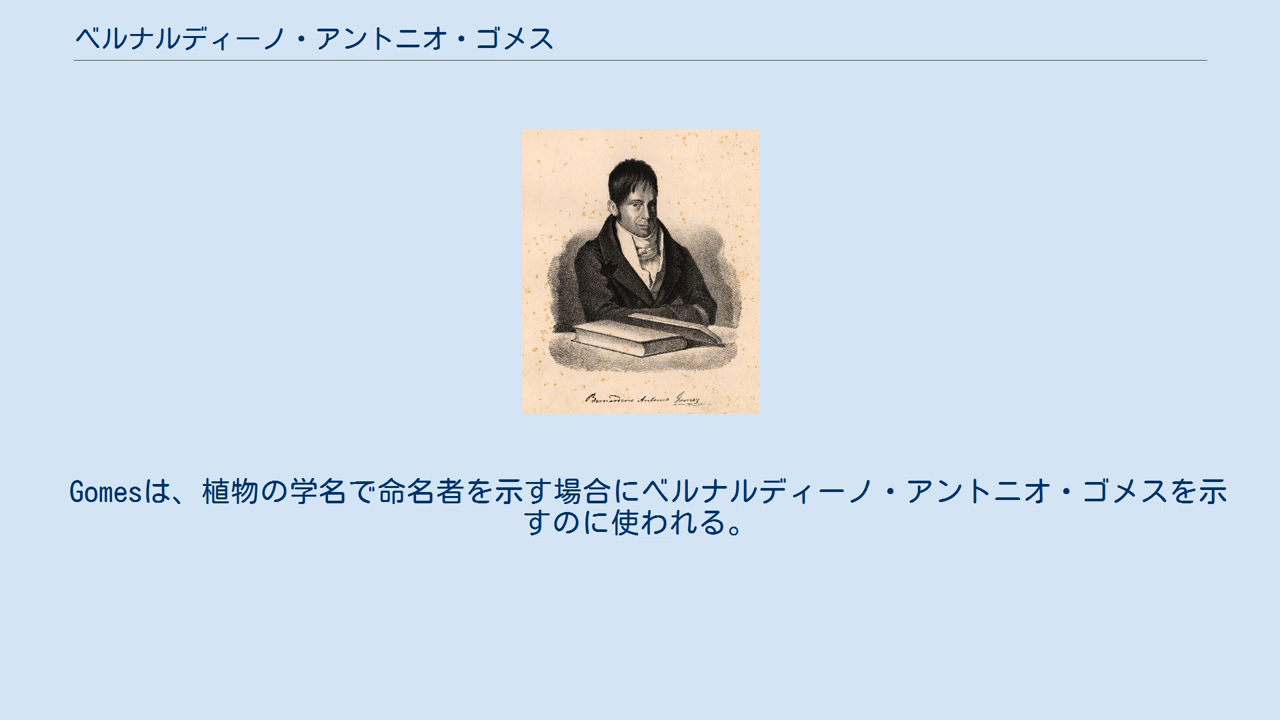 ベルナルディーノ・アントニオ・ゴメス
Bernardino Antonio Gomes
Gomesは、植物の学名で命名者を示す場合にベルナルディーノ・アントニオ・ゴメスを示
すのに使われる。